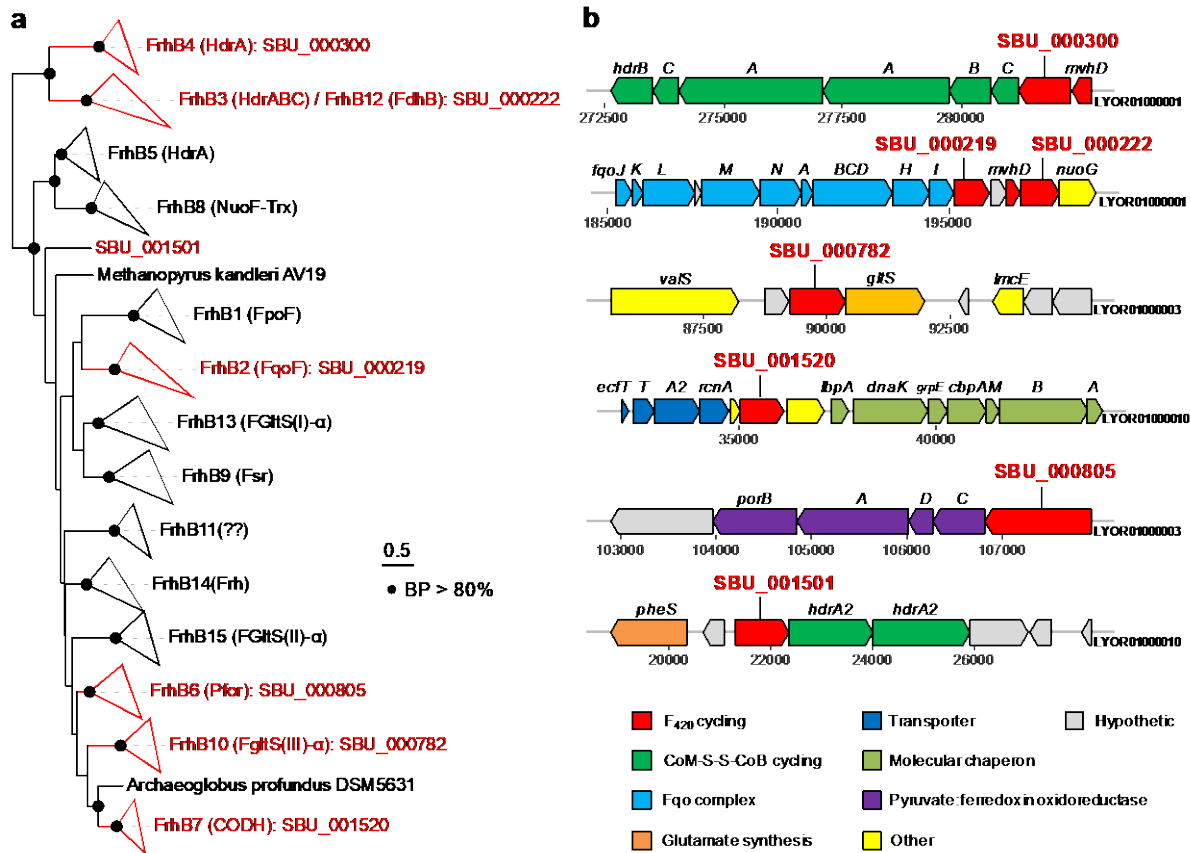 a
FrhB4 (HdrA): SBU_000300
FrhB3 (HdrABC) / FrhB12 (FdhB): SBU_000222
FrhB5 (HdrA)
FrhB8 (NuoF-Trx)
SBU_001501
Methanopyrus kandleri AV19
FrhB1 (FpoF)
FrhB2 (FqoF): SBU_000219
FrhB13 (FGltS(I)-α)
FrhB9 (Fsr)
FrhB11(??)
FrhB14(Frh)
FrhB15 (FGltS(II)-α)
FrhB6 (Pfor): SBU_000805
FrhB10 (FgltS(III)-α): SBU_000782
Archaeoglobus profundus DSM5631
FrhB7 (CODH): SBU_001520
0.5
BP > 80%
b
SBU_000300
hdrB C A A B C mvhD
LYOR01000001
272500 275000 277500 280000
SBU_000219 SBU_000222
fqoJ K L M N A BCD H I mvhD nuoG
LYOR01000001
185000 190000 195000
SBU_000782
valS gltS lmcE
LYOR01000003
87500 90000 92500
SBU_001520
ecfT T A2 rcnA lbpA dnaK grpE cbpA M B A
LYOR01000010
35000 40000
SBU_000805
porB A D C
LYOR01000003
103000 104000 105000 106000 107000
SBU_001501
pheS hdrA2 hdrA2
LYOR01000010
20000 22000 24000 26000
F420 cycling
Transporter
Hypothetic
CoM-S-S-CoB cycling
Molecular chaperon
Fqo complex
Pyruvate:ferredoxin oxidoreductase
Glutamate synthesis
Other